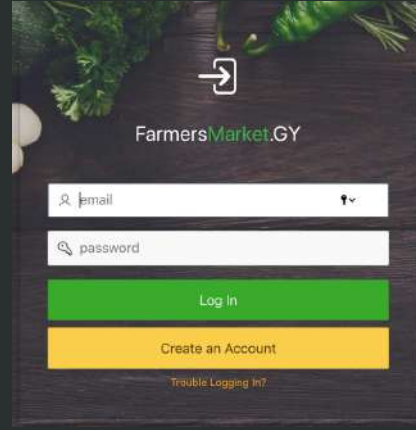 FarmersMarket.GY
email
password
Log In
Create an Account
Trouble Logging In?